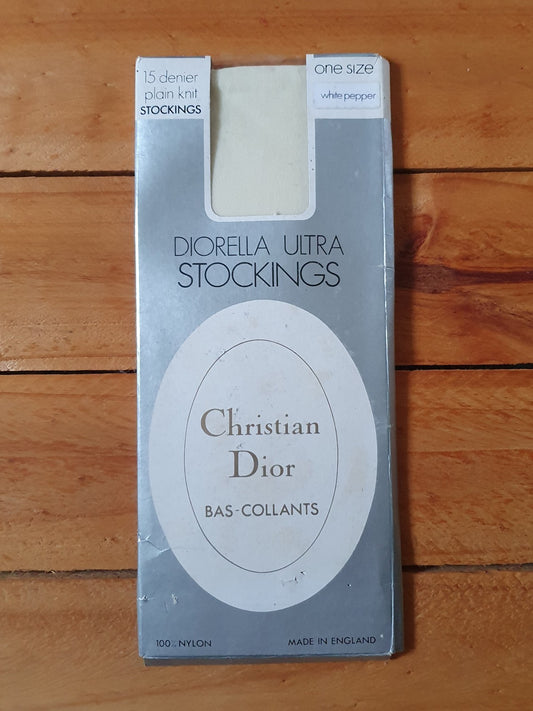 15 denier
plain knit
STOCKINGS
one size
white pepper
DIORELLA ULTRA
STOCKINGS
Christian
Dior
BAS-COLLANTS
100% NYLON
MADE IN ENGLAND